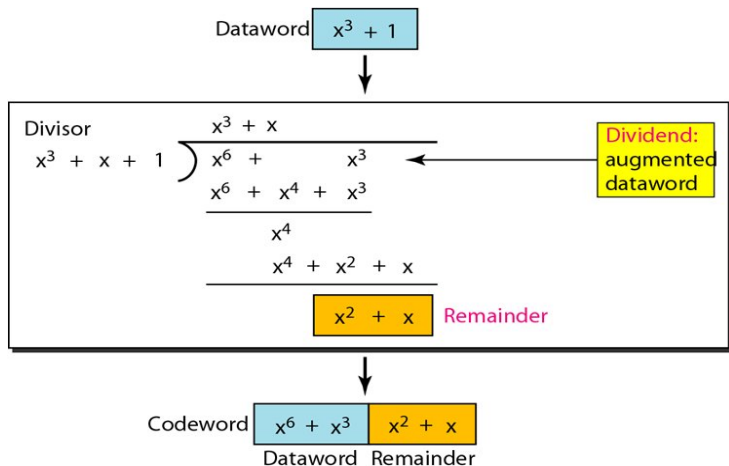 Dataword x³ + 1
Divisor
x³ + x
Dividend:
augmented
dataword
x³ + x + 1
x⁶ + x³
x⁶ + x⁴ + x³
x⁴
x⁴ + x² + x
x² + x Remainder
Codeword x⁶ + x³ x² + x
Dataword Remainder